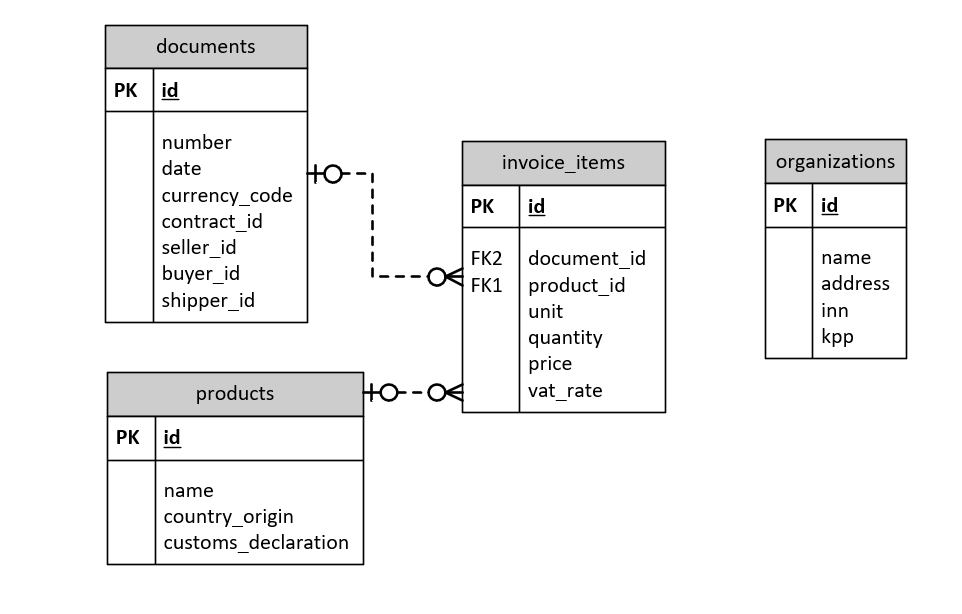 documents
PK id
number
date
currency_code
contract_id
seller_id
buyer_id
shipper_id
products
PK id
name
country_origin
customs_declaration
invoice_items
PK id
FK2 document_id
FK1 product_id
unit
quantity
price
vat_rate
organizations
PK id
name
address
inn
kpp